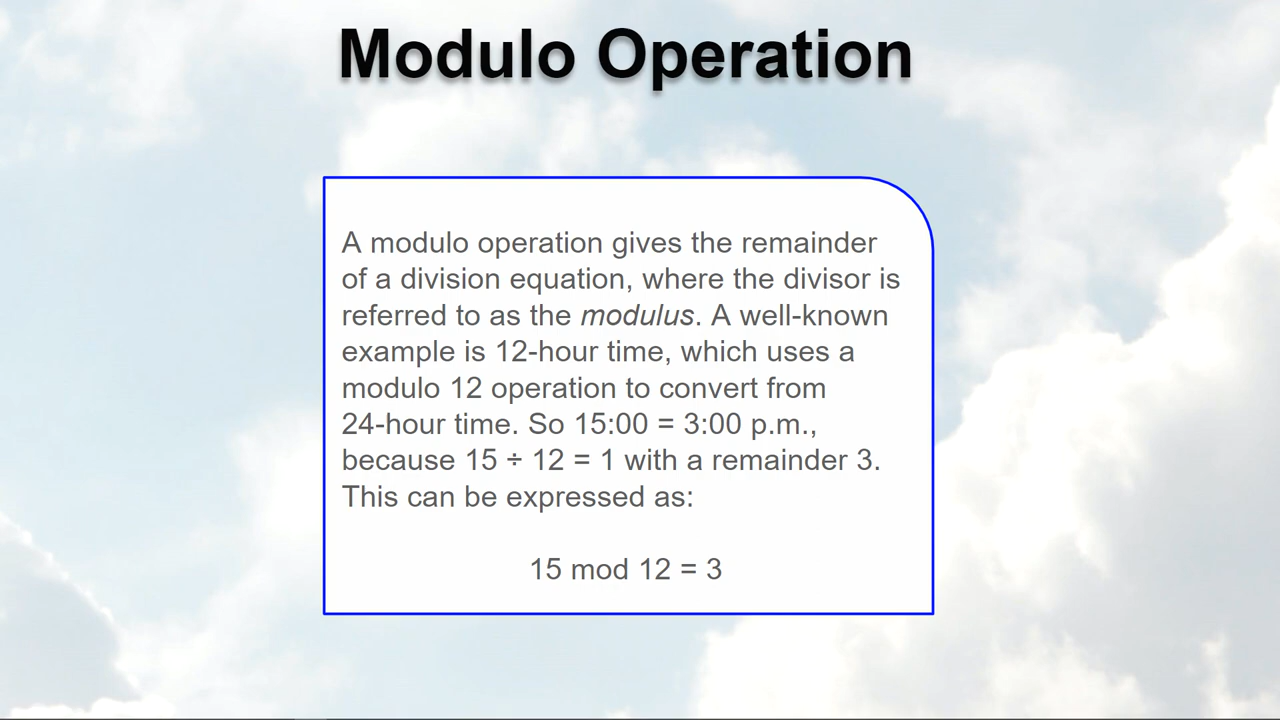 Modulo Operation
A modulo operation gives the remainder
of a division equation, where the divisor is
referred to as the modulus. A well-known
example is 12-hour time, which uses a
modulo 12 operation to convert from
24-hour time. So 15:00 = 3:00 p.m.,
because 15 ÷ 12 = 1 with a remainder 3.
This can be expressed as:
15 mod 12 = 3